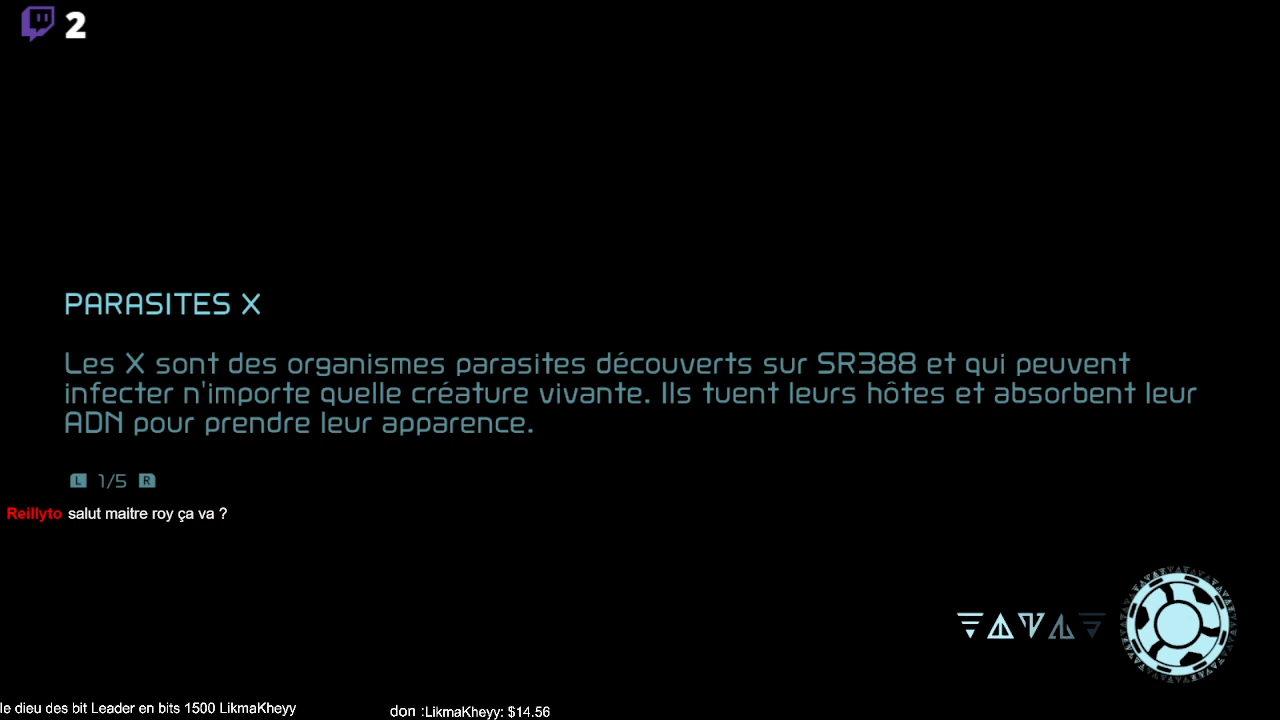 2
PARASITES X
Les X sont des organismes parasites découverts sur SR388 et qui peuvent
infecter n'importe quelle créature vivante. Ils tuent leurs hôtes et absorbent leur
ADN pour prendre leur apparence.
L 1/5 R
Reillyto salut maitre roy ça va ?
le dieu des bit Leader en bits 1500 LikmaKheyy
don :LikmaKheyy: $14.56